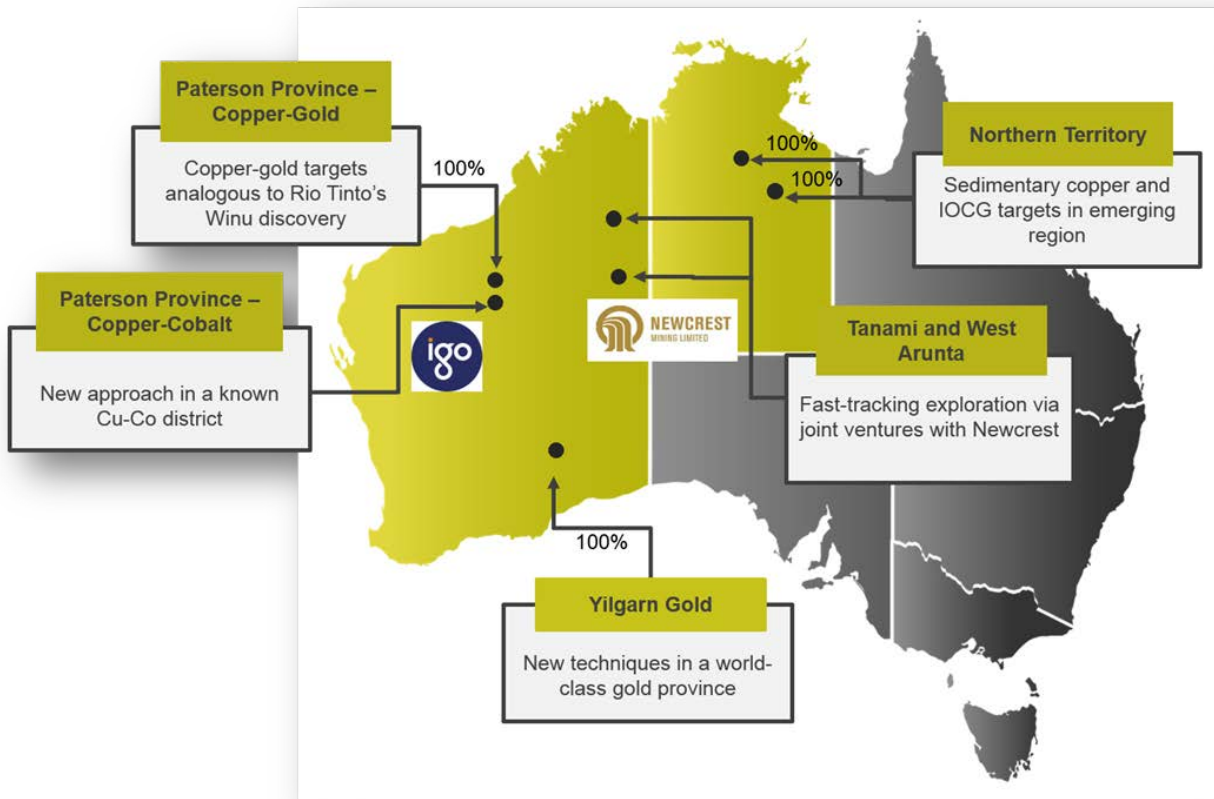 Paterson Province –
Copper-Gold
Copper-gold targets
analogous to Rio Tinto's
Winu discovery
100%
Paterson Province –
Copper-Cobalt
New approach in a known
Cu-Co district
igo
NEWCREST
MINING LIMITED
100%
100%
Northern Territory
Sedimentary copper and
IOCG targets in emerging
region
Tanami and West
Arunta
Fast-tracking exploration via
joint ventures with Newcrest
100%
Yilgarn Gold
New techniques in a world-
class gold province